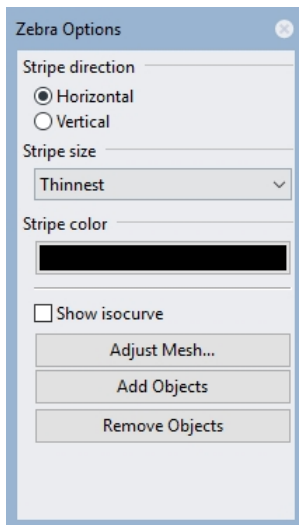 Zebra Options
Stripe direction
Horizontal
Vertical
Stripe size
Thinnest
Stripe color
Show isocurve
Adjust Mesh...
Add Objects
Remove Objects